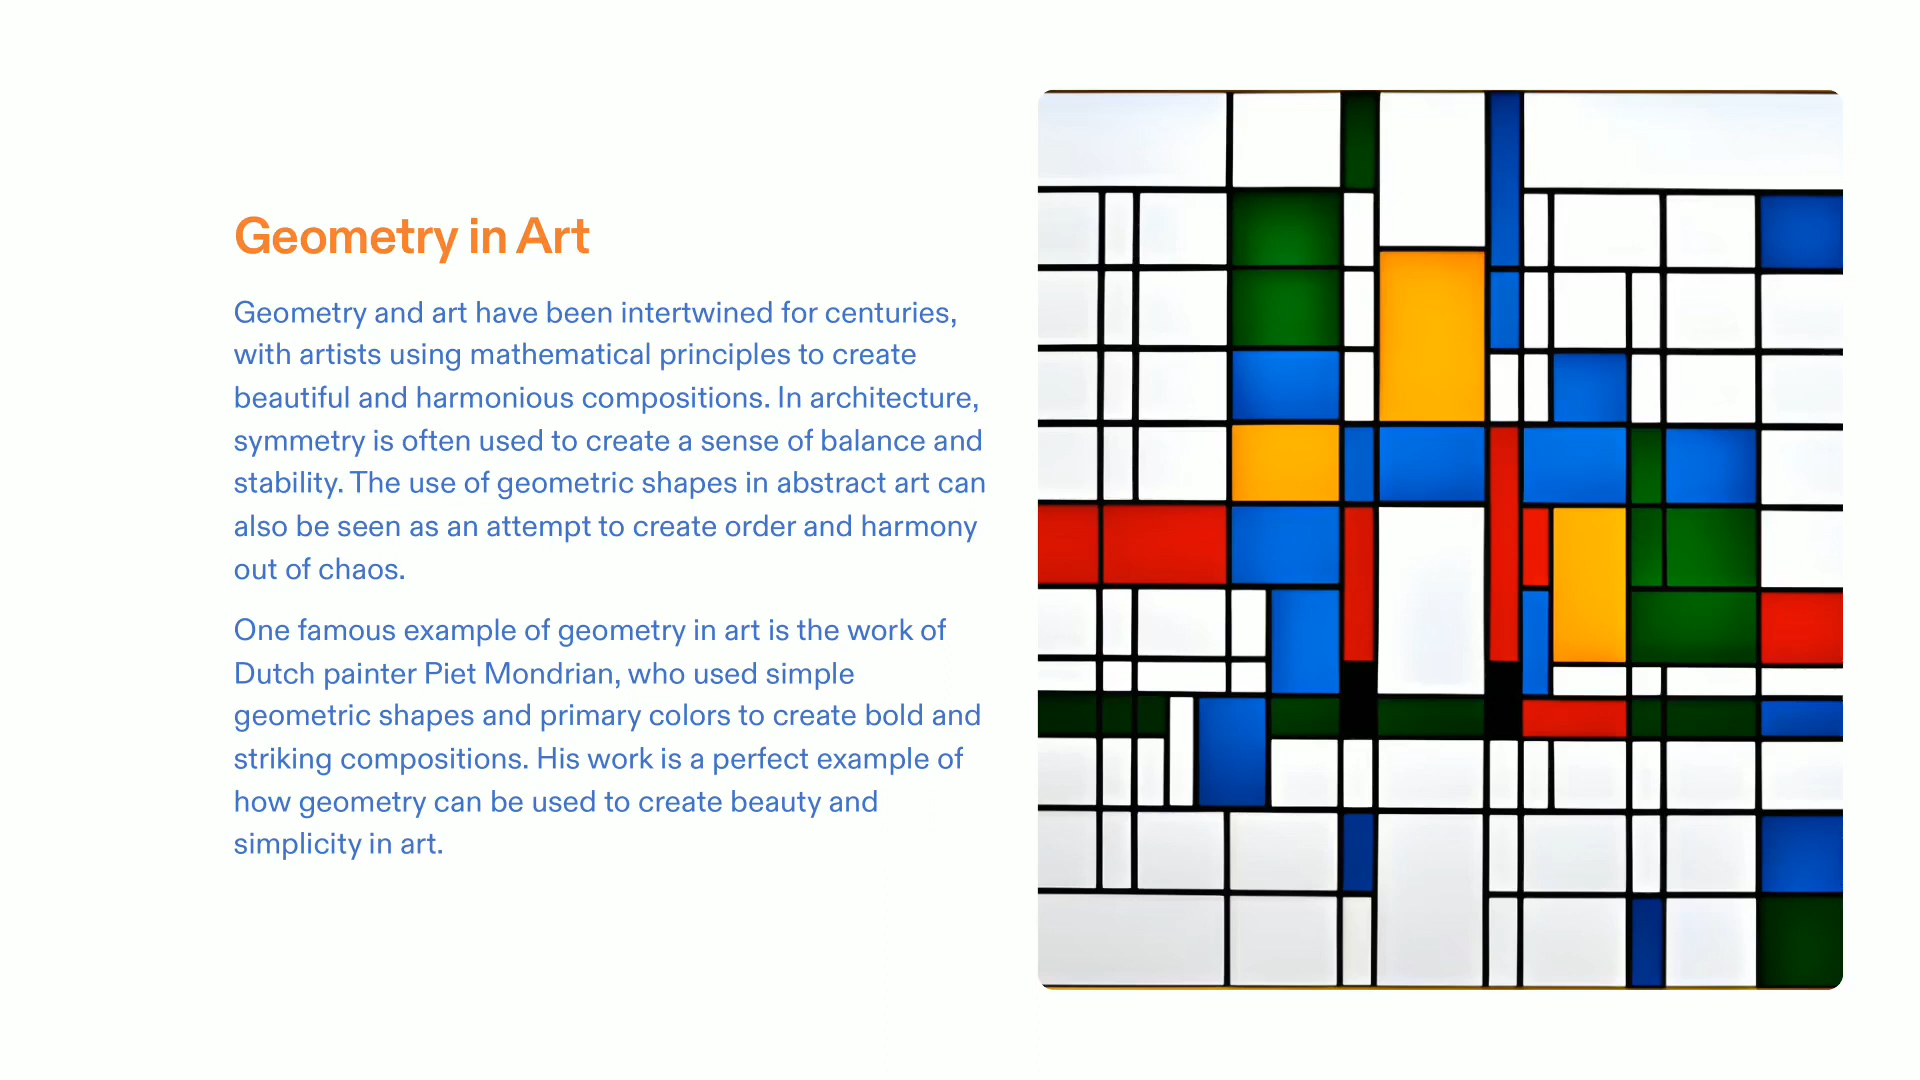 Geometry in Art
Geometry and art have been intertwined for centuries,
with artists using mathematical principles to create
beautiful and harmonious compositions. In architecture,
symmetry is often used to create a sense of balance and
stability. The use of geometric shapes in abstract art can
also be seen as an attempt to create order and harmony
out of chaos.
One famous example of geometry in art is the work of
Dutch painter Piet Mondrian, who used simple
geometric shapes and primary colors to create bold and
striking compositions. His work is a perfect example of
how geometry can be used to create beauty and
simplicity in art.